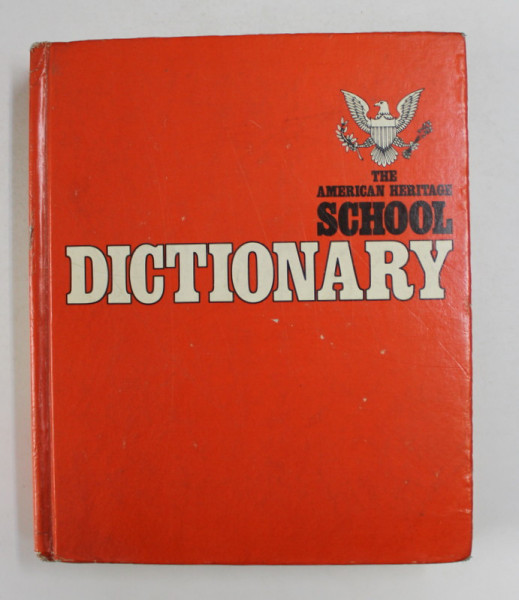 THE
AMERICAN HERITAGE
SCHOOL
DICTIONARY